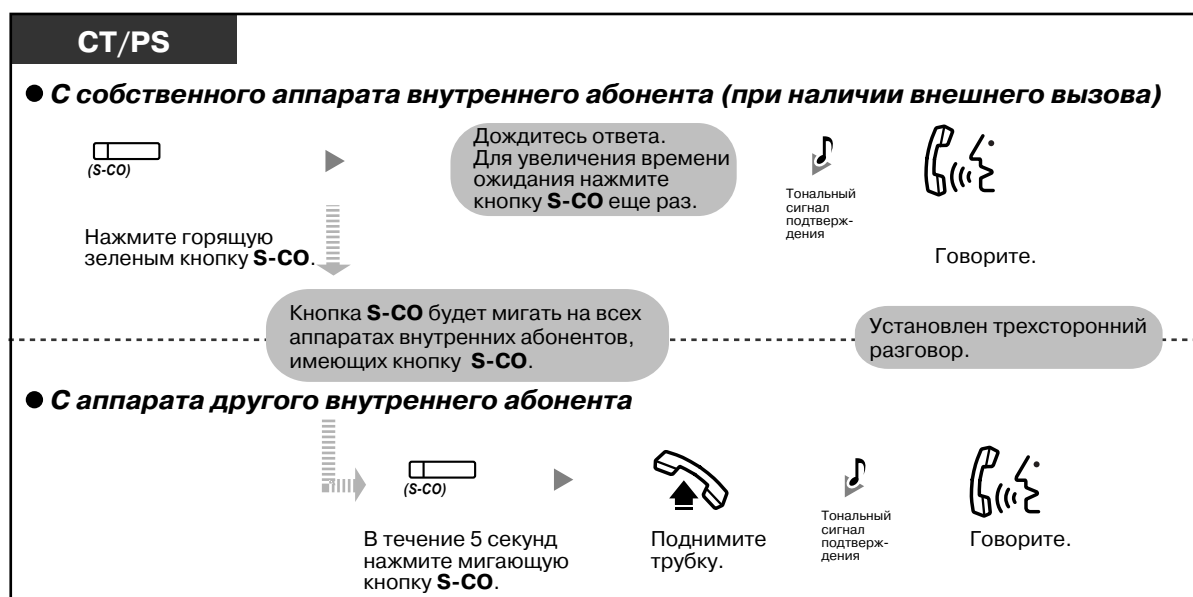 CT/PS
● С собственного аппарата внутреннего абонента (при наличии внешнего вызова)
(S-CO)
Нажмите горящую
зеленым кнопку S-CO.
Дождитесь ответа.
Для увеличения времени
ожидания нажмите
кнопку S-CO еще раз.
Тональный
сигнал
подтверж-
дения
Говорите.
Кнопка S-CO будет мигать на всех
аппаратах внутренних абонентов,
имеющих кнопку S-CO.
Установлен трехсторонний
разговор.
● С аппарата другого внутреннего абонента
(S-CO)
В течение 5 секунд
нажмите мигающую
кнопку S-CO.
Поднимите
трубку.
Тональный
сигнал
подтверж-
дения
Говорите.